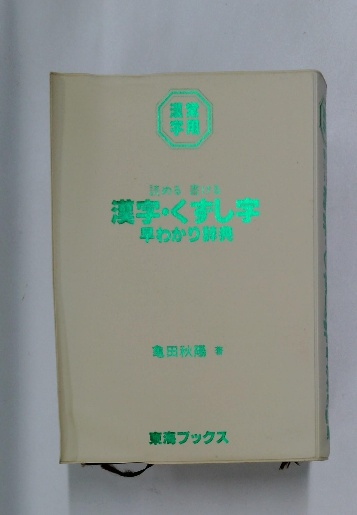 漢字
字典
読める 書ける
漢字・くずし字
早わかり辞典
亀田秋陽 著
東海ブックス